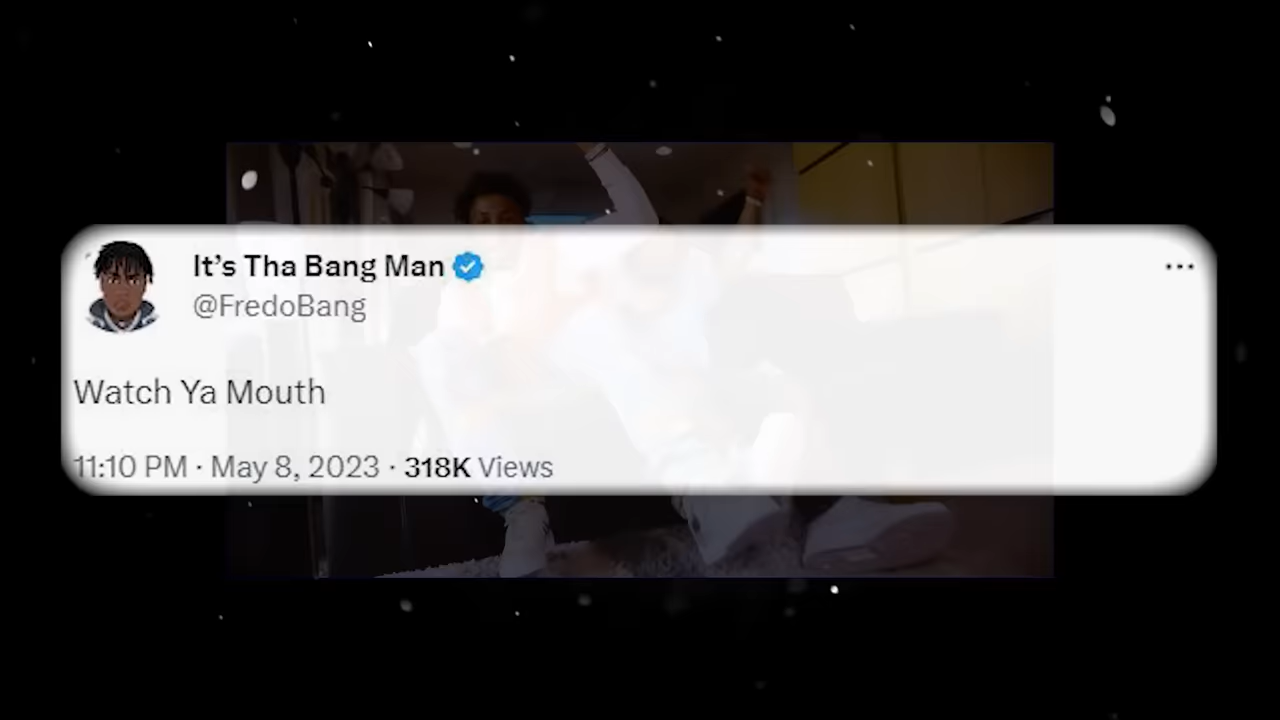 It’s Tha Bang Man
@FredoBang
Watch Ya Mouth
11:10 PM · May 8, 2023 · 318K Views